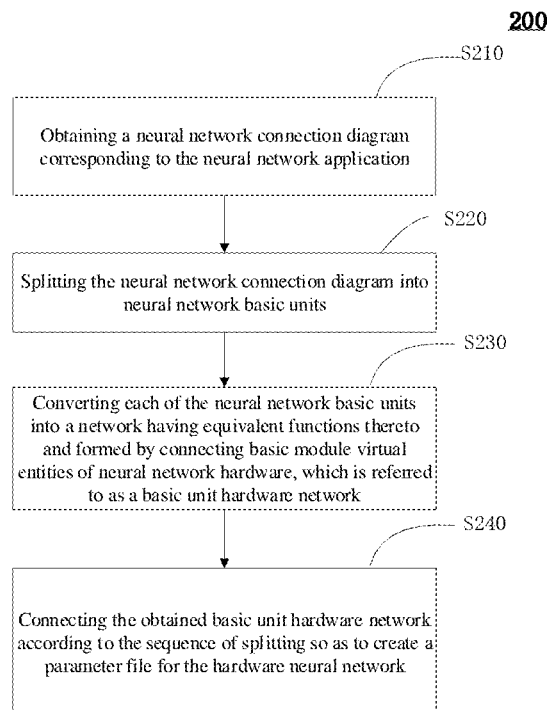 200
S210
Obtaining a neural network connection diagram
corresponding to the neural network application
S220
Splitting the neural network connection diagram into
neural network basic units
S230
Converting each of the neural network basic units
into a network having equivalent functions thereto
and formed by connecting basic module virtual
entities of neural network hardware, which is referred
to as a basic unit hardware network
S240
Connecting the obtained basic unit hardware network
according to the sequence of splitting so as to create a
parameter file for the hardware neural network